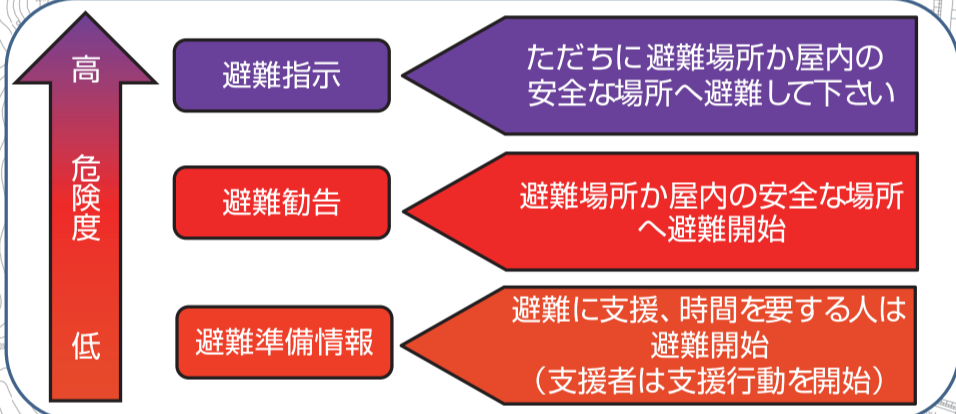 高
危険度
低
避難指示
ただちに避難場所か屋内の
安全な場所へ避難して下さい
避難勧告
避難場所か屋内の安全な場所
へ避難開始
避難準備情報
避難に支援、時間を要する人は
避難開始
（支援者は支援行動を開始）